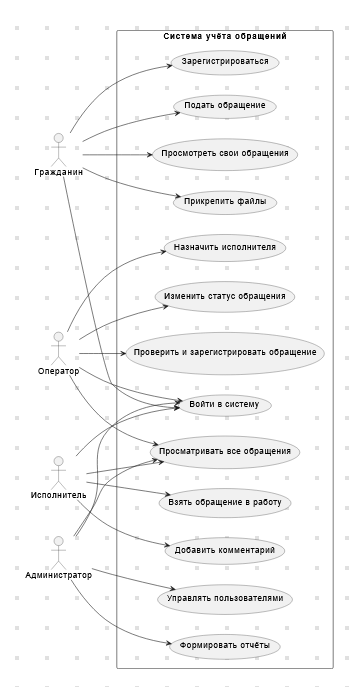 Система учёта обращений
Зарегистрироваться
Подать обращение
Просмотреть свои обращения
Гражданин
Прикрепить файлы
Назначить исполнителя
Изменить статус обращения
Проверить и зарегистрировать обращение
Оператор
Войти в систему
Просматривать все обращения
Исполнитель
Взять обращение в работу
Добавить комментарий
Администратор
Управлять пользователями
Формировать отчёты